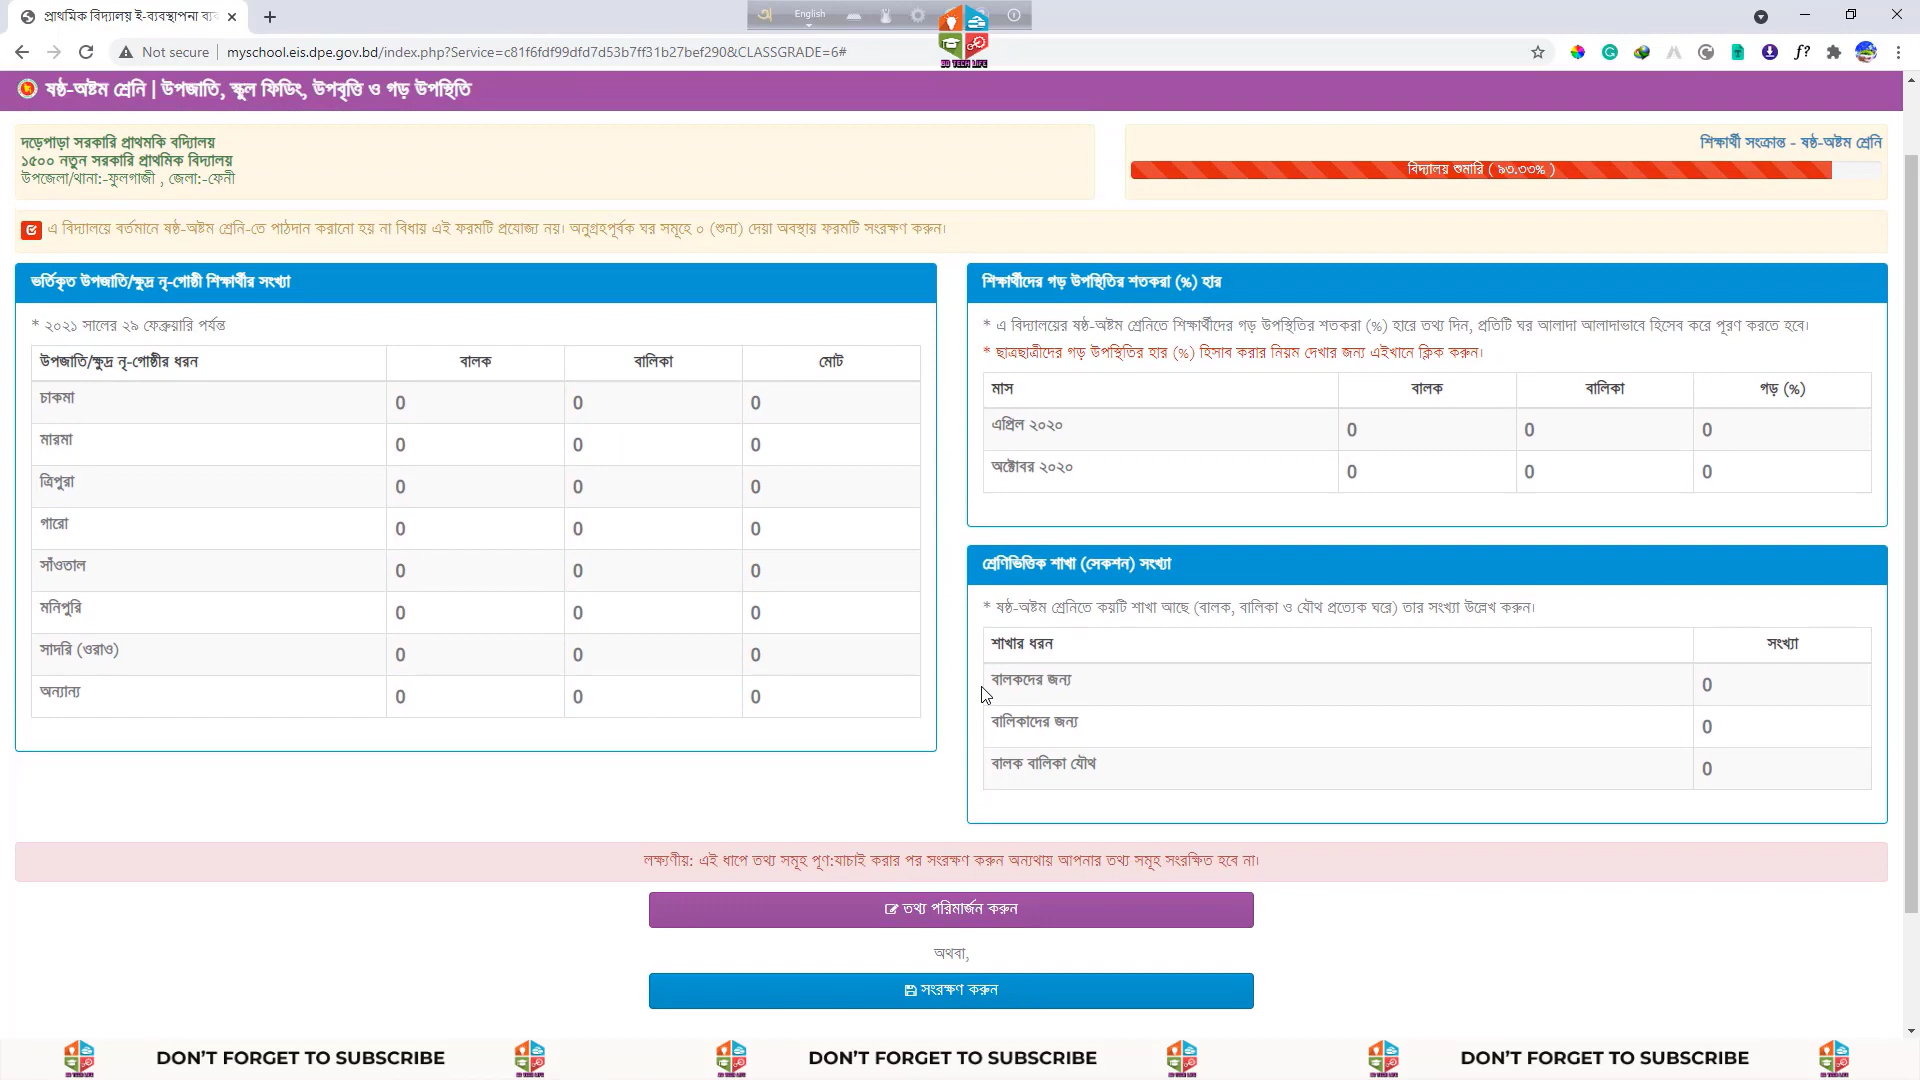 প্রাথমিক বিদ্যালয় ই-ব্যবস্থাপনা ব্যব
অ English
Not secure myschool.eis.dpe.gov.bd/index.php?Service=c81f6fdf99dfd7d53b7ff31b27bef290&CLASSGRADE=6#
f?
BD TECH LIFE
ষষ্ঠ-অষ্টম শ্রেনি | উপজাতি, স্কুল ফিডিং, উপবৃত্তি ও গড় উপস্থিতি
দড়েপাড়া সরকারি প্রাথমকি বদ্যিালয়
১৫০০ নতুন সরকারি প্রাথমিক বিদ্যালয়
উপজেলা/থানা:-ফুলগাজী , জেলা:-ফেনী
শিক্ষার্থী সংক্রান্ত - ষষ্ঠ-অষ্টম শ্রেনি
বিদ্যালয় শুমারি ( ৯৩.৩৩% )
এ বিদ্যালয়ে বর্তমানে ষষ্ঠ-অষ্টম শ্রেনি-তে পাঠদান করানো হয় না বিধায় এই ফরমটি প্রযোজ্য নয়। অনুগ্রহপূর্বক ঘর সমূহে ০ (শুন্য) দেয়া অবস্থায় ফরমটি সংরক্ষণ করুন।
ভর্তিকৃত উপজাতি/ক্ষুদ্র নৃ-গোষ্ঠী শিক্ষার্থীর সংখ্যা
* ২০২১ সালের ২৯ ফেব্রুয়ারি পর্যন্ত
উপজাতি/ক্ষুদ্র নৃ-গোষ্ঠীর ধরন বালক বালিকা মোট
চাকমা 0 0 0
মারমা 0 0 0
ত্রিপুরা 0 0 0
গারো 0 0 0
সাঁওতাল 0 0 0
মনিপুরি 0 0 0
সাদরি (ওরাও) 0 0 0
অন্যান্য 0 0 0
শিক্ষার্থীদের গড় উপস্থিতির শতকরা (%) হার
* এ বিদ্যালয়ের ষষ্ঠ-অষ্টম শ্রেনিতে শিক্ষার্থীদের গড় উপস্থিতির শতকরা (%) হারে তথ্য দিন, প্রতিটি ঘর আলাদা আলাদাভাবে হিসেব করে পূরণ করতে হবে।
* ছাত্রছাত্রীদের গড় উপস্থিতির হার (%) হিসাব করার নিয়ম দেখার জন্য এইখানে ক্লিক করুন।
মাস বালক বালিকা গড় (%)
এপ্রিল ২০২০ 0 0 0
অক্টোবর ২০২০ 0 0 0
শ্রেণিভিত্তিক শাখা (সেকশন) সংখ্যা
* ষষ্ঠ-অষ্টম শ্রেনিতে কয়টি শাখা আছে (বালক, বালিকা ও যৌথ প্রত্যেক ঘরে) তার সংখ্যা উল্লেখ করুন।
শাখার ধরন সংখ্যা
বালকদের জন্য 0
বালিকাদের জন্য 0
বালক বালিকা যৌথ 0
লক্ষ্যণীয়: এই ধাপে তথ্য সমূহ পূণ:যাচাই করার পর সংরক্ষণ করুন অন্যথায় আপনার তথ্য সমূহ সংরক্ষিত হবে না।
তথ্য পরিমার্জন করুন
অথবা,
সংরক্ষণ করুন
DON'T FORGET TO SUBSCRIBE DON'T FORGET TO SUBSCRIBE DON'T FORGET TO SUBSCRIBE